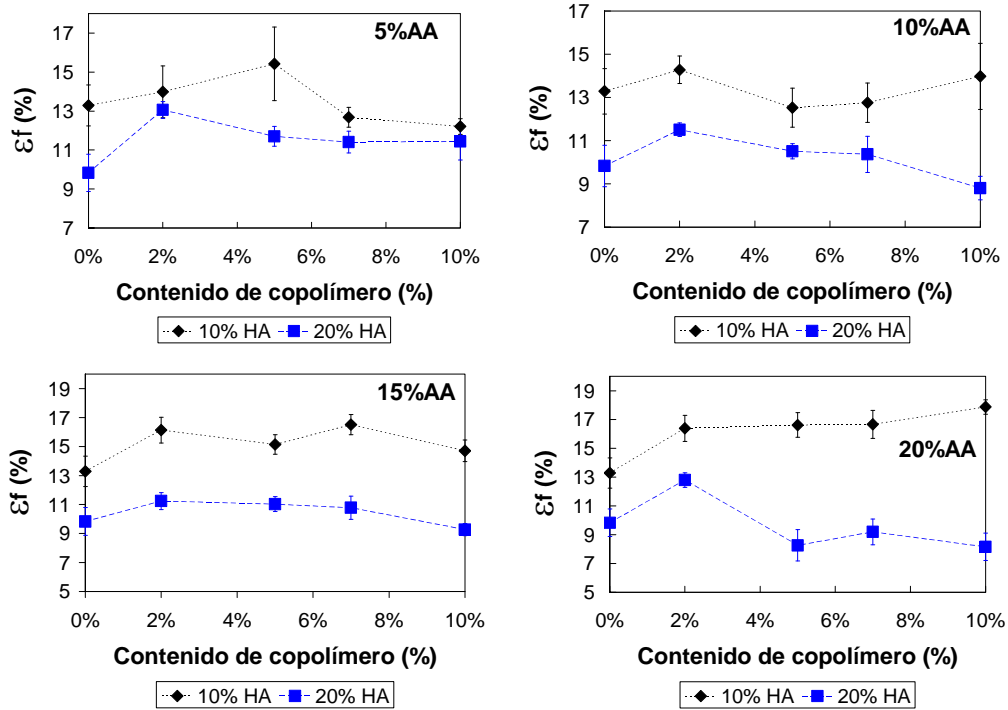 5%AA
εf (%)
17
15
13
11
9
7
0% 2% 4% 6% 8% 10%
Contenido de copolímero (%)
10% HA 20% HA
10%AA
εf (%)
17
15
13
11
9
7
0% 2% 4% 6% 8% 10%
Contenido de copolímero (%)
10% HA 20% HA
15%AA
εf (%)
19
17
15
13
11
9
7
5
0% 2% 4% 6% 8% 10%
Contenido de copolímero (%)
10% HA 20% HA
20%AA
εf (%)
19
17
15
13
11
9
7
5
0% 2% 4% 6% 8% 10%
Contenido de copolímero (%)
10% HA 20% HA